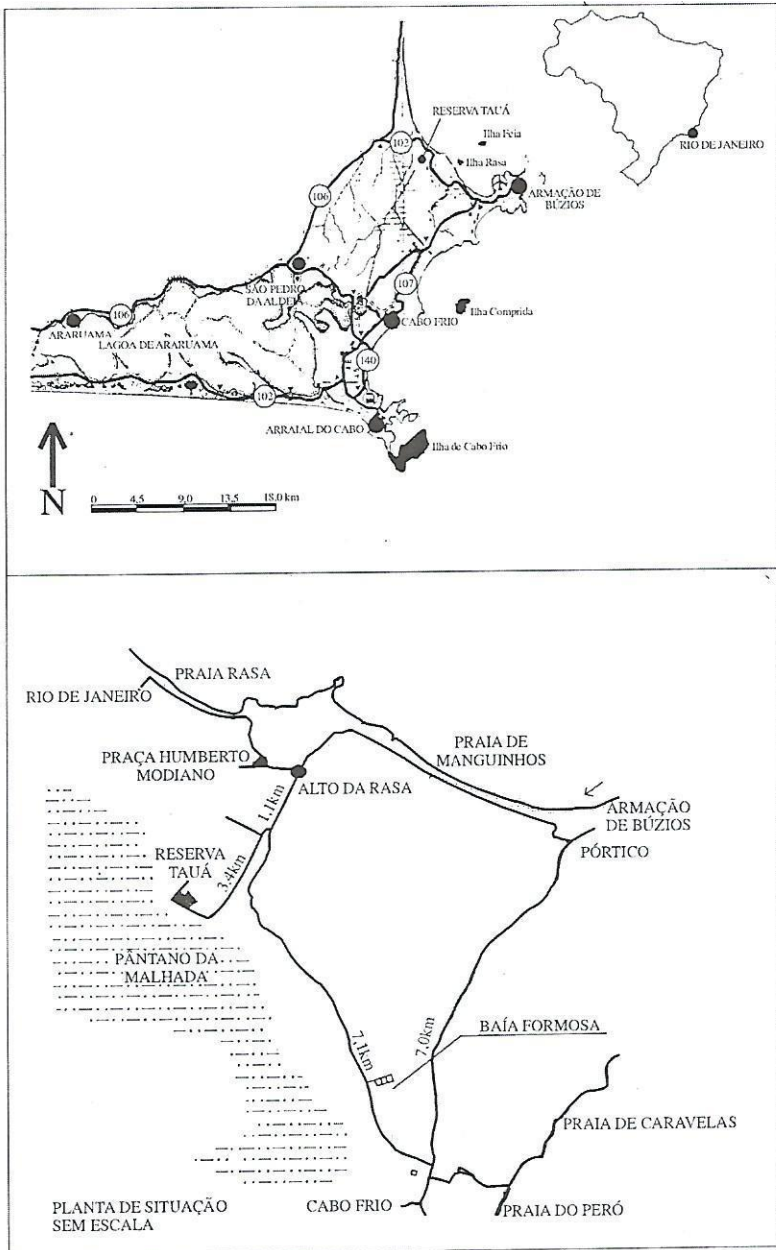 RESERVA TAUÁ
102
Ilha Feia
Ilha Rasa
RIO DE JANEIRO
ARMAÇÃO DE
BÚZIOS
106
107
SÃO PEDRO
DA ALDEIA
Ilha Comprida
CABO FRIO
106
ARARUAMA
LAGOA DE ARARUAMA
140
102
ARRAIAL DO CABO
Ilha de Cabo Frio
N
0 4,5 9,0 13,5 18,0 km
PRAIA RASA
RIO DE JANEIRO
PRAÇA HUMBERTO
MODIANO
PRAIA DE
MANGUINHOS
ALTO DA RASA
ARMAÇÃO
DE BÚZIOS
1.1km
PÓRTICO
RESERVA
TAUÁ
3.4km
PÂNTANO DA
MALHADA
7.1km
7.0km
BAÍA FORMOSA
PRAIA DE CARAVELAS
PLANTA DE SITUAÇÃO
SEM ESCALA
CABO FRIO
PRAIA DO PERÓ